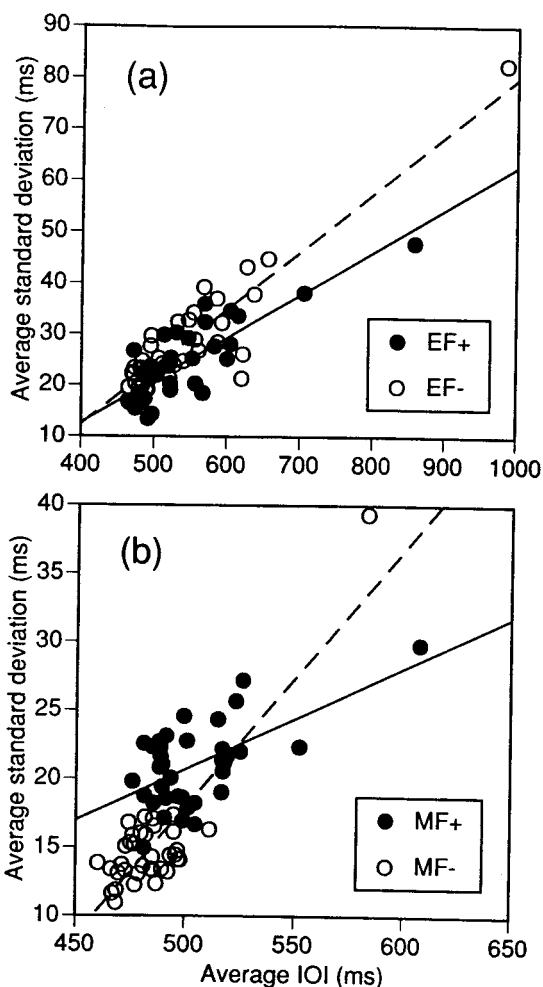 (a)
Average standard deviation (ms)
90
80
70
60
50
40
30
20
10
EF+
EF-
400 500 600 700 800 900 1000
(b)
Average standard deviation (ms)
40
35
30
25
20
15
10
MF+
MF-
450 500 550 600 650
Average IOI (ms)